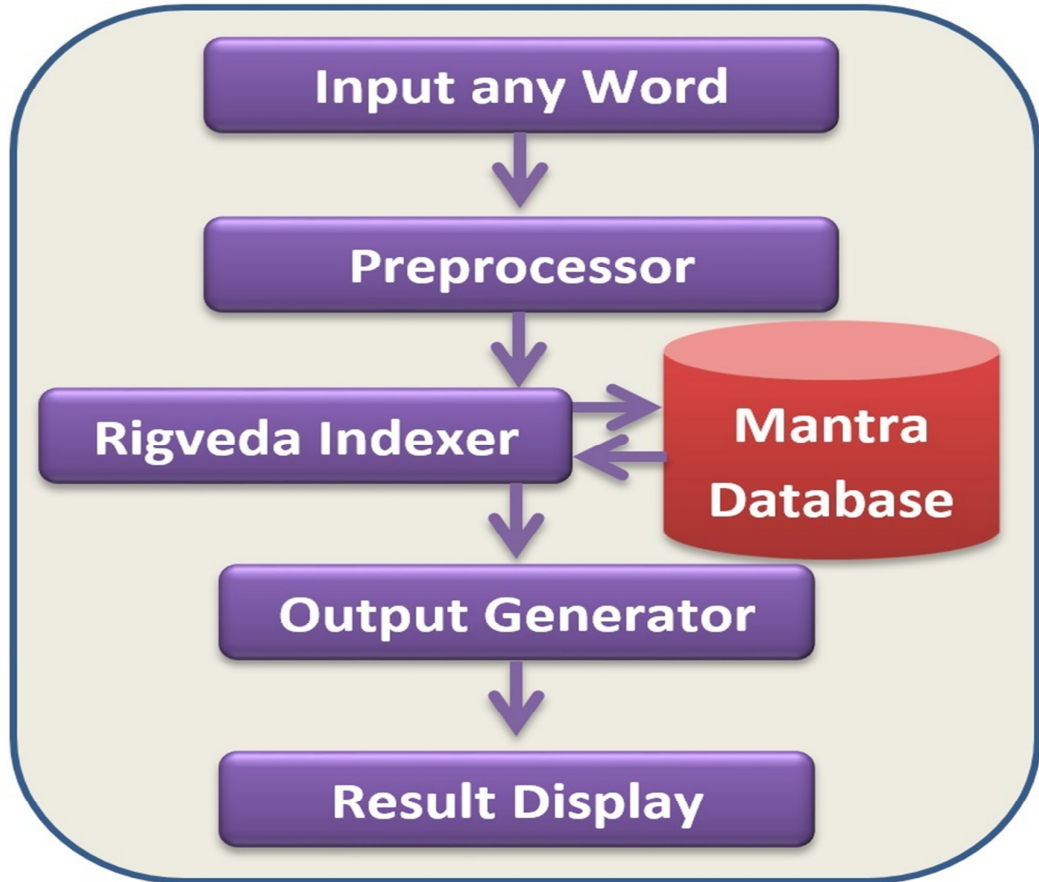 Input any Word
Preprocessor
Rigveda Indexer
Mantra
Database
Output Generator
Result Display